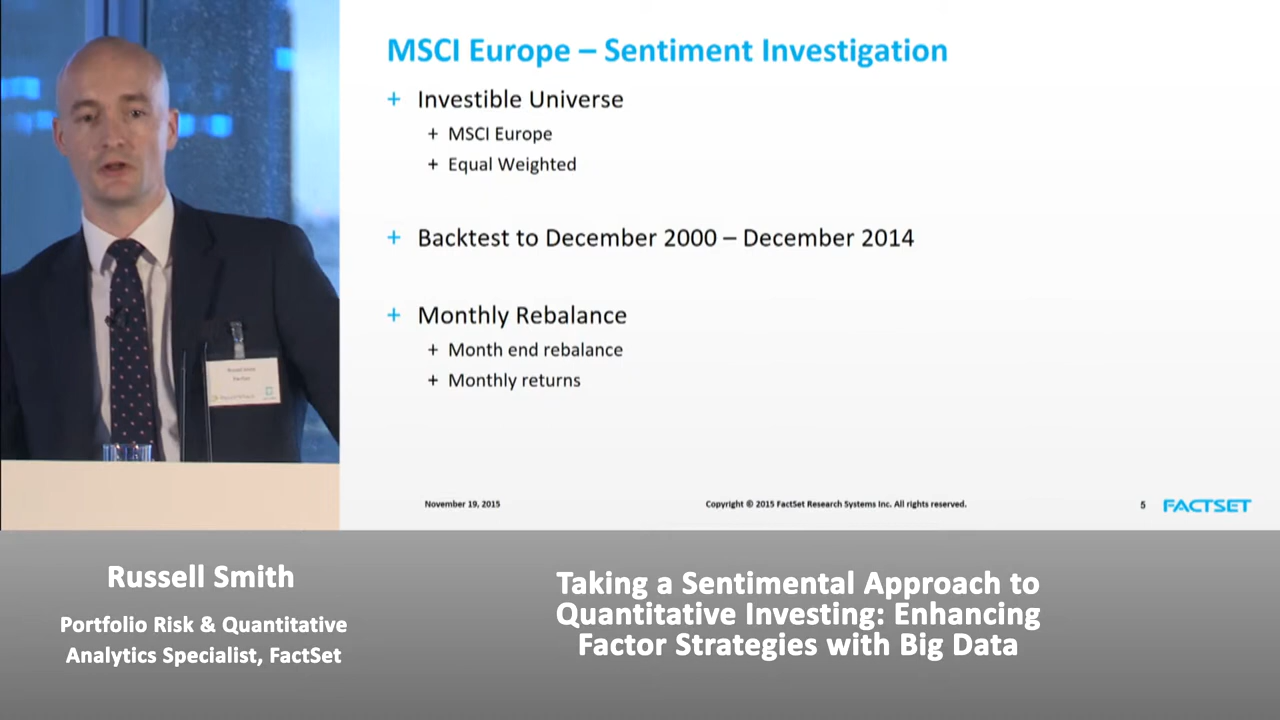 MSCI Europe – Sentiment Investigation
+ Investible Universe
+ MSCI Europe
+ Equal Weighted
+ Backtest to December 2000 – December 2014
+ Monthly Rebalance
+ Month end rebalance
+ Monthly returns
November 19, 2015
Copyright © 2015 FactSet Research Systems Inc. All rights reserved.
5
FACTSET
Russell Smith
Portfolio Risk & Quantitative
Analytics Specialist, FactSet
Taking a Sentimental Approach to
Quantitative Investing: Enhancing
Factor Strategies with Big Data